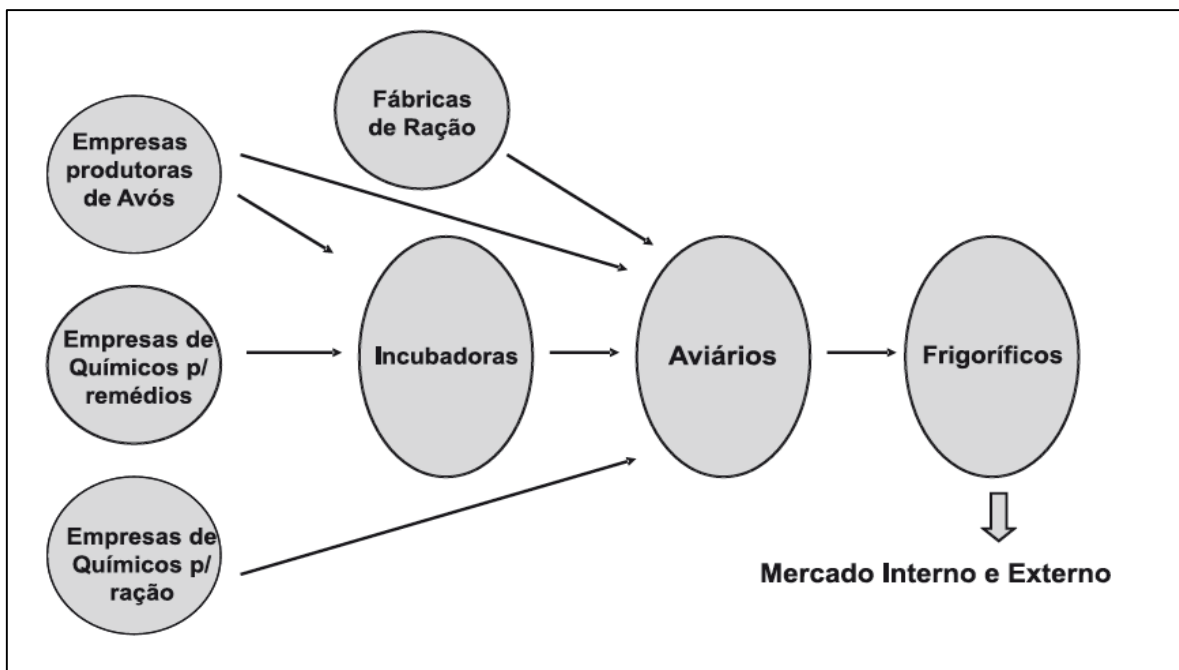 Fábricas
de Ração
Empresas
produtoras
de Avós
Empresas de
Químicos p/
remédios
Incubadoras
Aviários
Frigoríficos
Empresas de
Químicos p/
ração
Mercado Interno e Externo